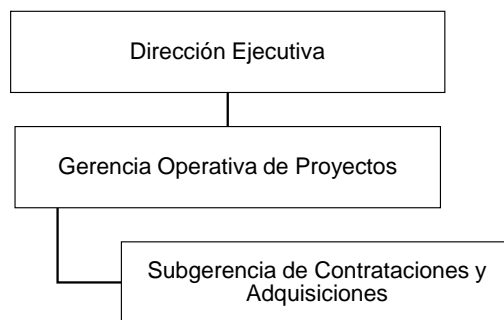 Dirección Ejecutiva
Gerencia Operativa de Proyectos
Subgerencia de Contrataciones y
Adquisiciones